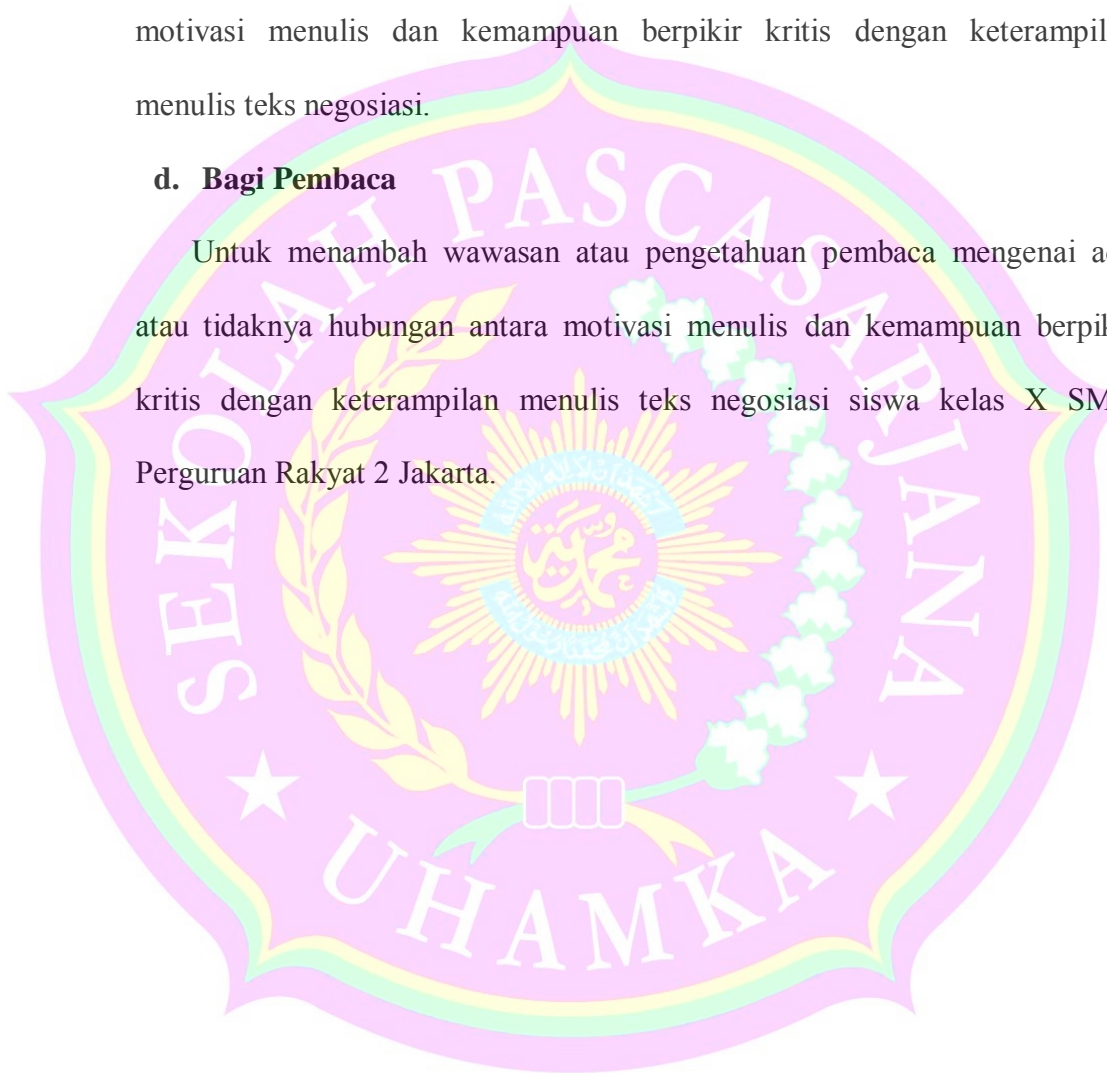 motivasi menulis dan kemampuan berpikir kritis dengan keterampil
menulis teks negosiasi.
d. Bagi Pembaca
Untuk menambah wawasan atau pengetahuan pembaca mengenai ad
atau tidaknya hubungan antara motivasi menulis dan kemampuan berpik
kritis dengan keterampilan menulis teks negosiasi siswa kelas X SM
Perguruan Rakyat 2 Jakarta.
SEKOLAH PASCASARJANA
UHAMKA
محمدية